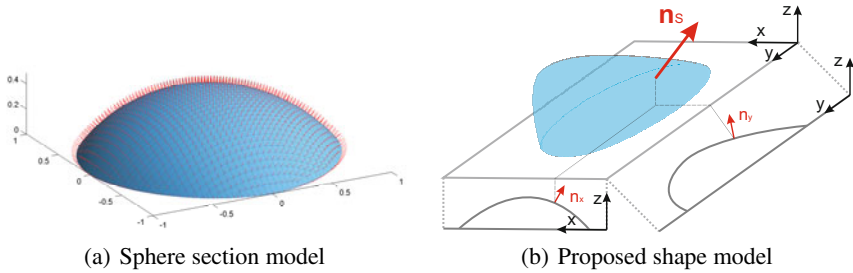 n_S
z
x
y
z
0.4
0.2
0
1
0.5
0
-0.5
-1
-1
-0.5
0
0.5
1
y
n_y
n_x
z
x
(a) Sphere section model
(b) Proposed shape model